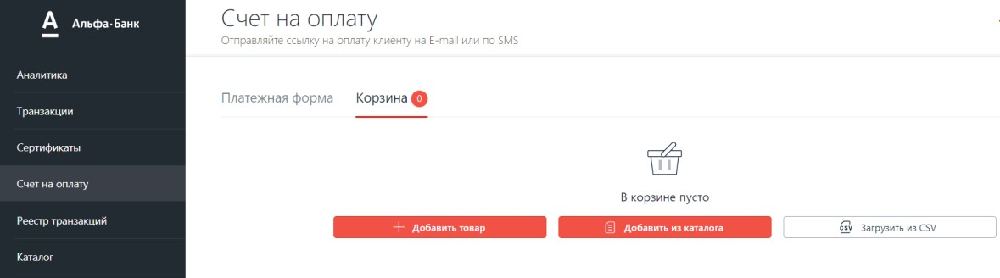 Альфа·Банк
Счет на оплату
Отправляйте ссылку на оплату клиенту на E-mail или по SMS
Аналитика
Транзакции
Сертификаты
Счет на оплату
Реестр транзакций
Каталог
Платежная форма
Корзина 0
В корзине пусто
Добавить товар
Добавить из каталога
CSV Загрузить из CSV